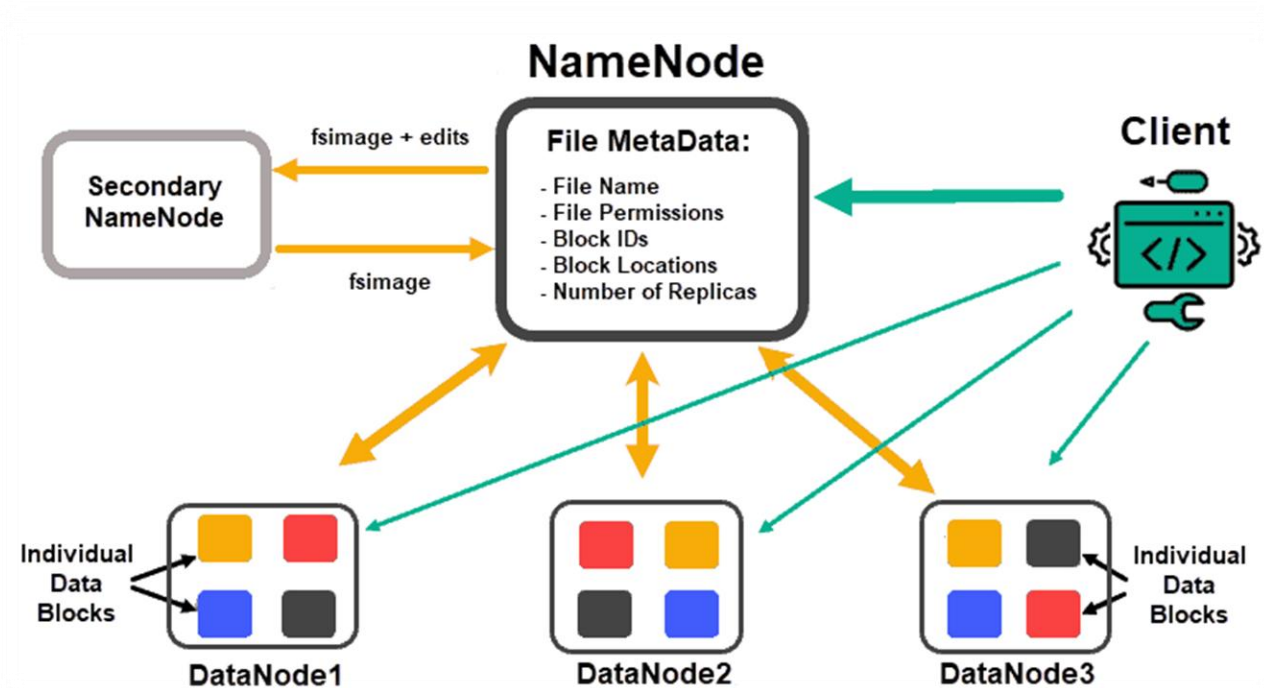 NameNode
File MetaData:
- File Name
- File Permissions
- Block IDs
- Block Locations
- Number of Replicas
fsimage + edits
Secondary
NameNode
fsimage
Client
</>
Individual
Data
Blocks
DataNode1
DataNode2
DataNode3
Individual
Data
Blocks